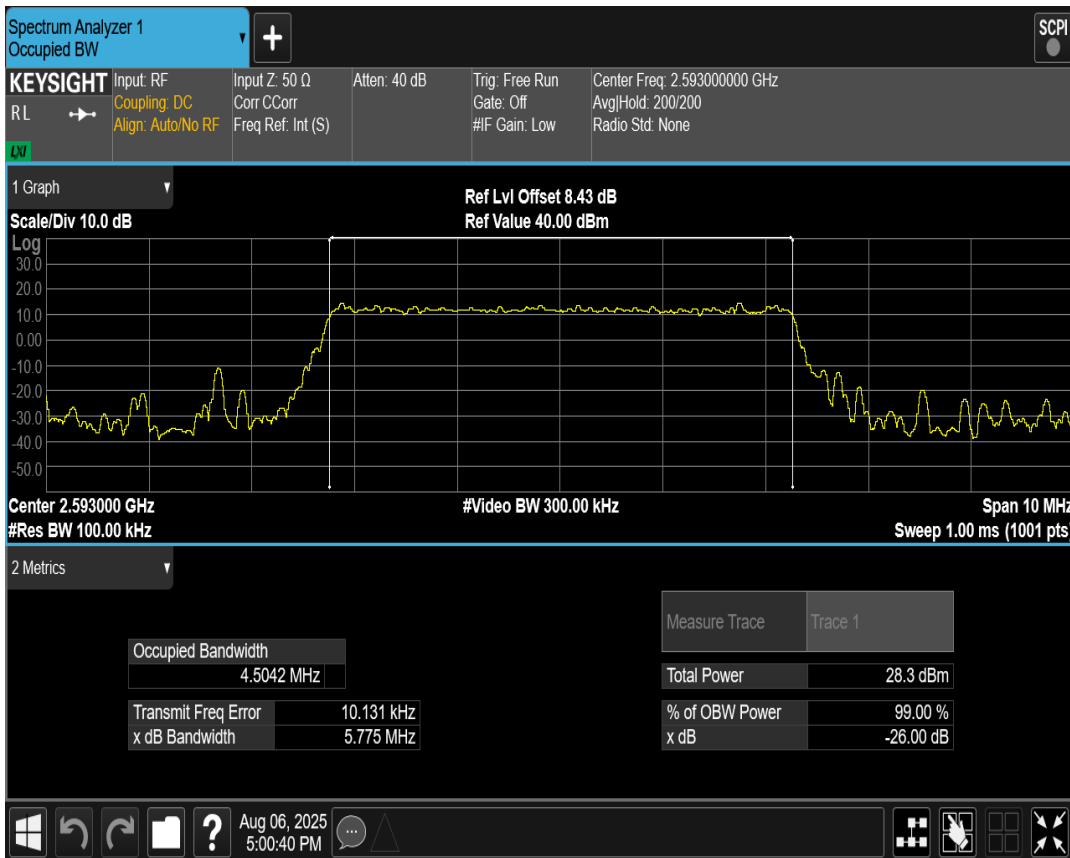 Spectrum Analyzer 1
Occupied BW
+
SCPI
KEYSIGHT
RL
LXI
Input: RF
Coupling: DC
Align: Auto/No RF
Input Z: 50 Ω
Corr CCorr
Freq Ref: Int (S)
Atten: 40 dB
Trig: Free Run
Gate: Off
#IF Gain: Low
Center Freq: 2.593000000 GHz
Avg|Hold: 200/200
Radio Std: None
1 Graph
Scale/Div 10.0 dB
Ref Lvl Offset 8.43 dB
Ref Value 40.00 dBm
Log
30.0
20.0
10.0
0.00
-10.0
-20.0
-30.0
-40.0
-50.0
Center 2.593000 GHz
#Video BW 300.00 kHz
Span 10 MHz
#Res BW 100.00 kHz
Sweep 1.00 ms (1001 pts)
2 Metrics
Measure Trace Trace 1
Occupied Bandwidth
4.5042 MHz
Total Power 28.3 dBm
Transmit Freq Error 10.131 kHz
% of OBW Power 99.00 %
x dB Bandwidth 5.775 MHz
x dB -26.00 dB
?
Aug 06, 2025
5:00:40 PM